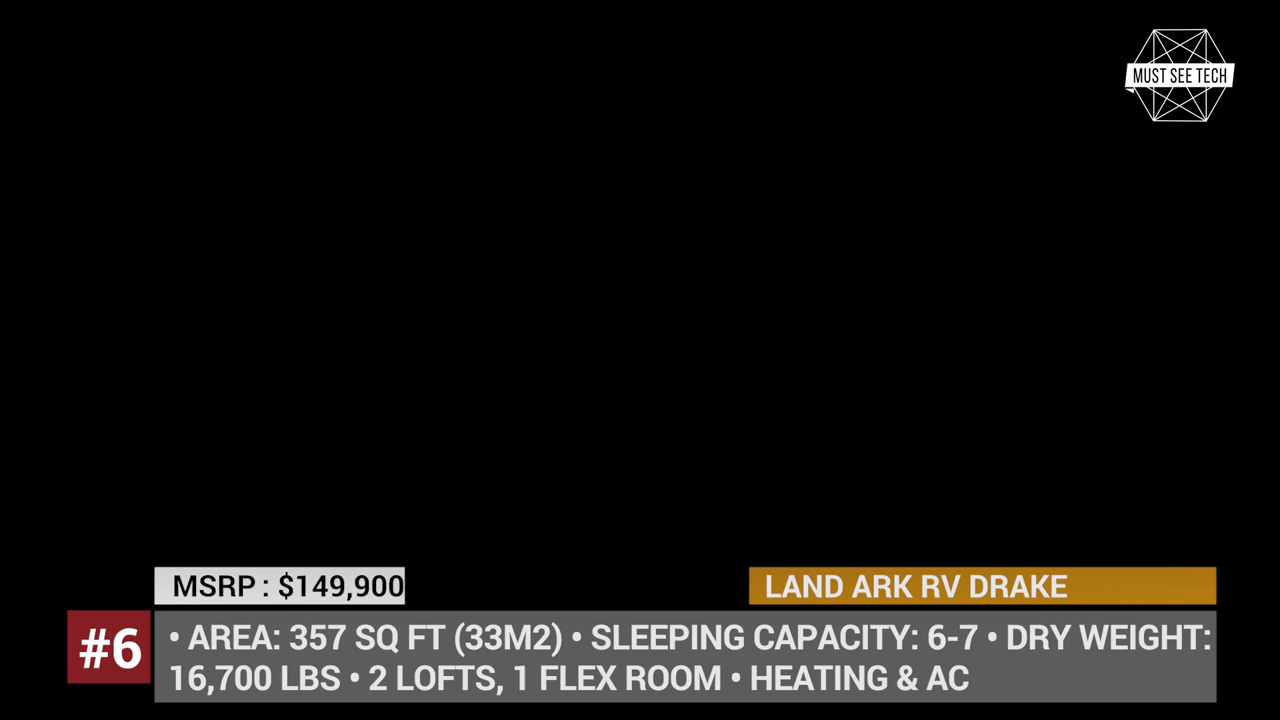 MUST SEE TECH
MSRP : $149,900
LAND ARK RV DRAKE
#6
• AREA: 357 SQ FT (33M2) • SLEEPING CAPACITY: 6-7 • DRY WEIGHT:
16,700 LBS • 2 LOFTS, 1 FLEX ROOM • HEATING & AC